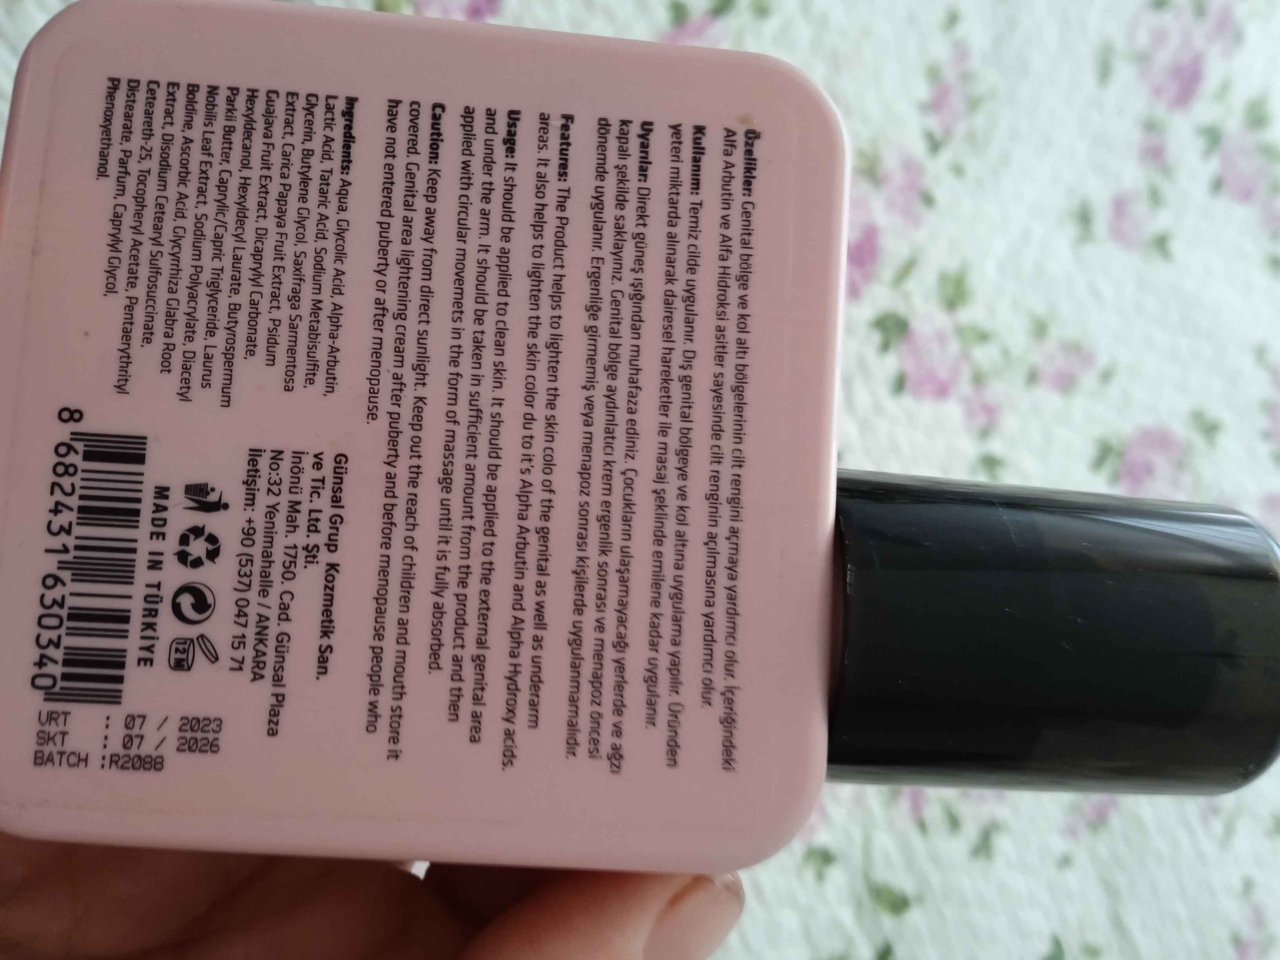 Özelikler: Genital bölge ve kol altı bölgelerinin cilt rengini açmaya yardımcı olur. İçeriğindeki
Alfa Arbutin ve Alfa Hidroksi asitler sayesinde cilt renginin açılmasına yardımcı olur.
Kullanım: Temiz cilde uygulanır. Dış genital bölgeye ve kol altına uygulama yapılır. Üründen
yeteri miktarda alınarak dairesel hareketler ile masaj şeklinde emilene kadar uygulanır.
Uyarılar: Direkt güneş ışığından muhafaza ediniz. Çocukların ulaşamayacağı yerlerde ve ağzı
kapalı şekilde saklayınız. Genital bölge aydınlatıcı krem ergenlik sonrası ve menapoz öncesi
dönemde uygulanır. Ergenliğe girmemiş veya menapoz sonrası kişilerde uygulanmamalıdır.
Features: The Product helps to lighten the skin colo of the genital as well as underarm
areas. It also helps to lighten the skin color du to it's Alpha Arbutin and Alpha Hydroxy acids.
Usage: It should be applied to clean skin. It should be applied to the external genital area
and under the arm. It should be taken in sufficient amount from the product and then
applied with circular movemets in the form of massage until it is fully absorbed.
Caution: Keep away from direct sunlight. Keep out the reach of children and mouth store it
covered. Genital area lightening cream after puberty and before menopause people who
have not entered puberty or after menopause.
Ingredients: Aqua, Glycolic Acid, Alpha-Arbutin,
Lactic Acid, Tataric Acid, Sodium Metabisulfite,
Glycerin, Butylene Glycol, Saxifraga Sarmentosa
Extract, Carica Papaya Fruit Extract, Psidum
Guajava Fruit Extract, Dicaprylyl Carbonate,
Hexyldecanol, Hexyldecyl Laurate, Butyrospermum
Parkii Butter, Caprylic/Capric Triglyceride, Laurus
Nobilis Leaf Extract, Sodium Polyacrylate, Diacetyl
Boldine, Ascorbic Acid, Glycyrrhiza Glabra Root
Extract, Disodium Cetearyl Sulfosuccinate,
Ceteareth-25, Tocopheryl Acetate, Pentaerythrityl
Distearate, Parfum, Caprylyl Glycol,
Phenoxyethanol.
Günsal Grup Kozmetik San.
ve Tic. Ltd. Şti.
İnönü Mah. 1750. Cad. Günsal Plaza
No:32 Yenimahalle / ANKARA
İletişim: +90 (537) 047 15 71
12M
MADE IN TÜRKİYE
8 682431 630340
URT : 07 / 2023
SKT : 07 / 2026
BATCH :R2088